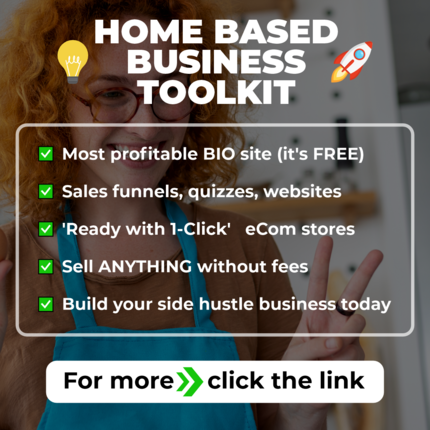 HOME BASED
BUSINESS
TOOLKIT
Most profitable BIO site (it's FREE)
Sales funnels, quizzes, websites
'Ready with 1-Click' eCom stores
Sell ANYTHING without fees
Build your side hustle business today
For more click the link